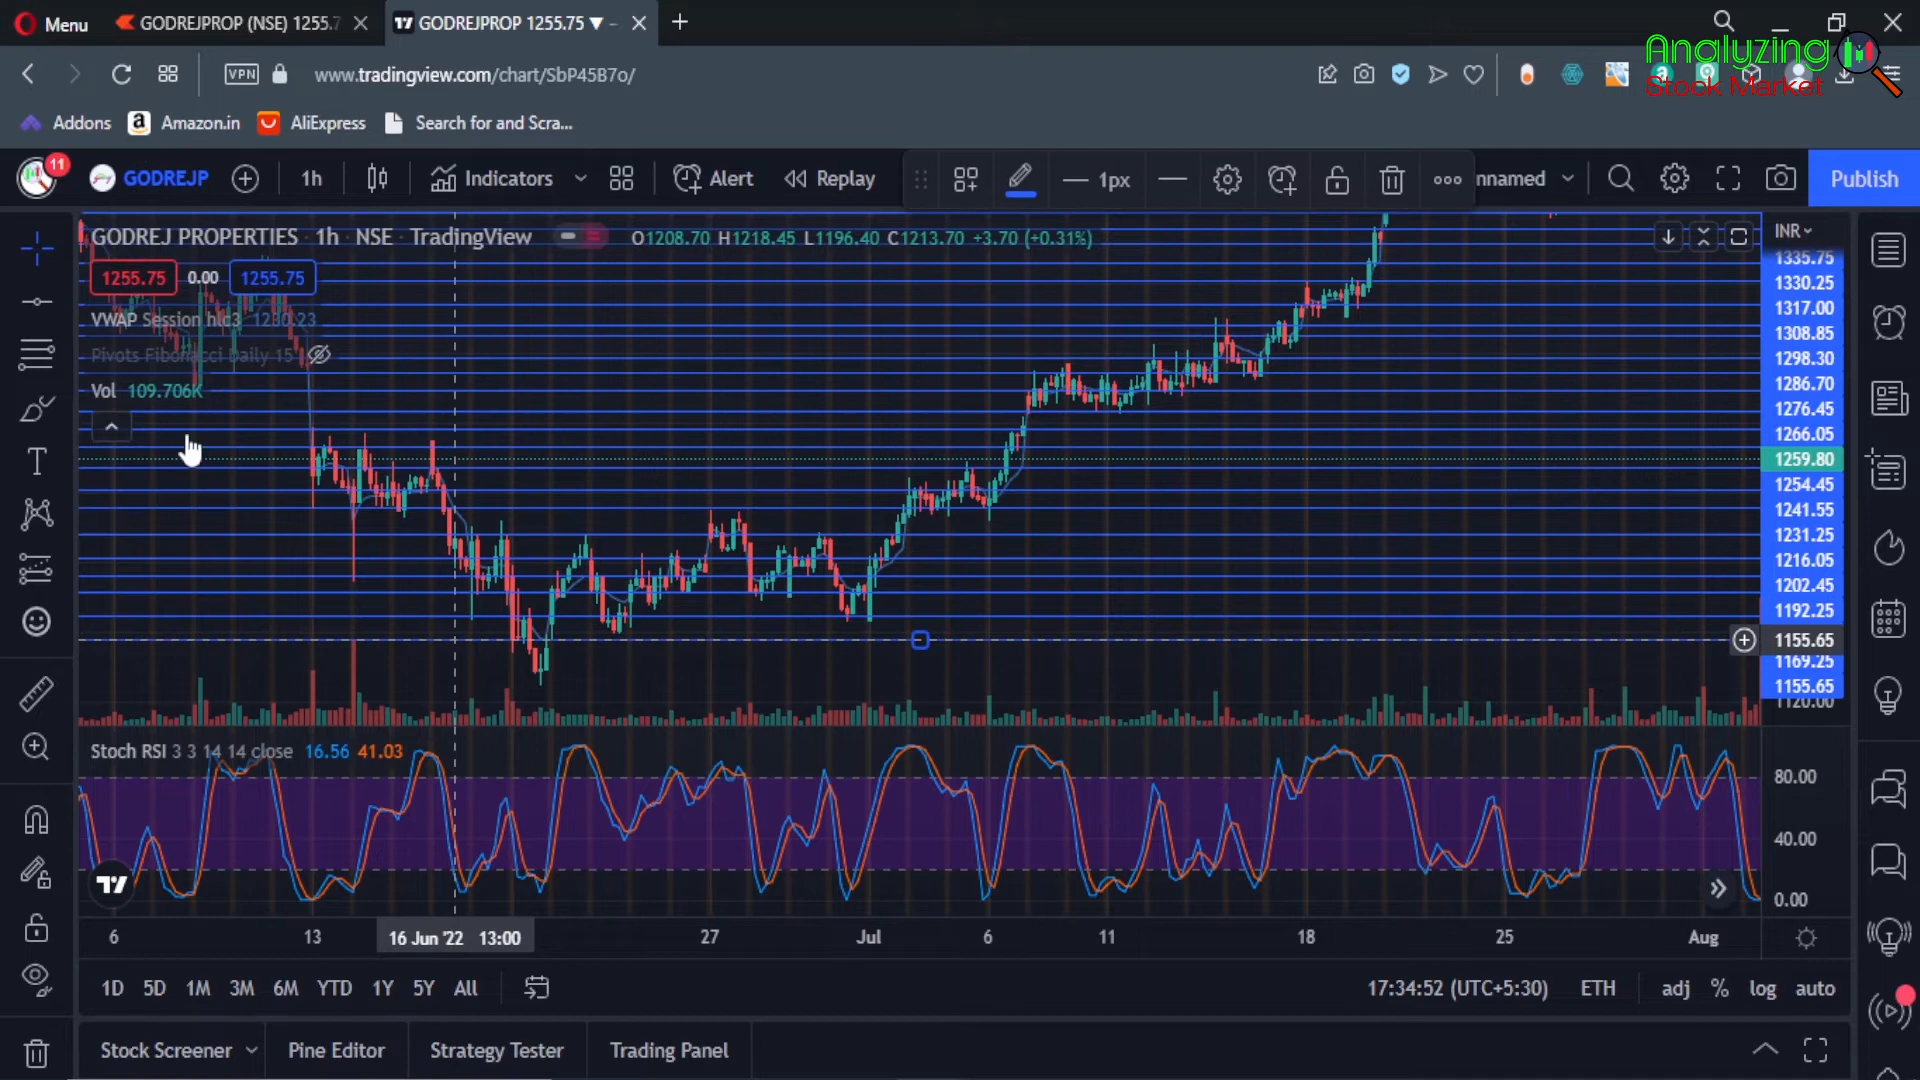 Menu
GODREJPROP (NSE) 1255.7
GODREJPROP 1255.75 ▼ -
Analyzing
Stock Market
VPN
www.tradingview.com/chart/SbP45B7o/
Addons
Amazon.in
AliExpress
Search for and Scra...
11
GODREJP
1h
Indicators
Alert
Replay
1px
nnamed
Publish
GODREJ PROPERTIES · 1h · NSE · TradingView
O1208.70 H1218.45 L1196.40 C1213.70 +3.70 (+0.31%)
INR
1255.75
0.00
1255.75
VWAP Session hlc3 1230.23
Pivots Fibonacci Daily 15
Vol 109.706K
1335.75
1330.25
1317.00
1308.85
1298.30
1286.70
1276.45
1266.05
1259.80
1254.45
1241.55
1231.25
1216.05
1202.45
1192.25
1155.65
1169.25
1155.65
1120.00
Stoch RSI 3 3 14 14 close 16.56 41.03
80.00
40.00
0.00
6
13
16 Jun '22 13:00
27
Jul
6
11
18
25
Aug
1D
5D
1M
3M
6M
YTD
1Y
5Y
All
17:34:52 (UTC+5:30)
ETH
adj
%
log
auto
Stock Screener
Pine Editor
Strategy Tester
Trading Panel